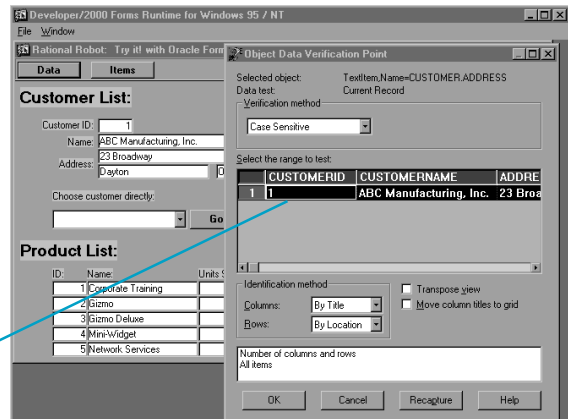 Developer/2000 Forms Runtime for Windows 95 / NT
File Window
Rational Robot: Try it! with Oracle Form
Data Items
Customer List:
Customer ID: 1
Name: ABC Manufacturing, Inc.
Address: 23 Broadway
Dayton
Choose customer directly:
Go
Product List:
ID: Name: Units
1 Corporate Training
2 Gizmo
3 Gizmo Deluxe
4 Mini-Widget
5 Network Services
Object Data Verification Point
Selected object: TextItem,Name=CUSTOMER.ADDRESS
Data test: Current Record
Verification method
Case Sensitive
Select the range to test:
CUSTOMERID CUSTOMERNAME ADDRE
1 1 ABC Manufacturing, Inc. 23 Broa
Identification method
Columns: By Title
Rows: By Location
Transpose view
Move column titles to grid
Number of columns and rows
All items
OK Cancel Recapture Help